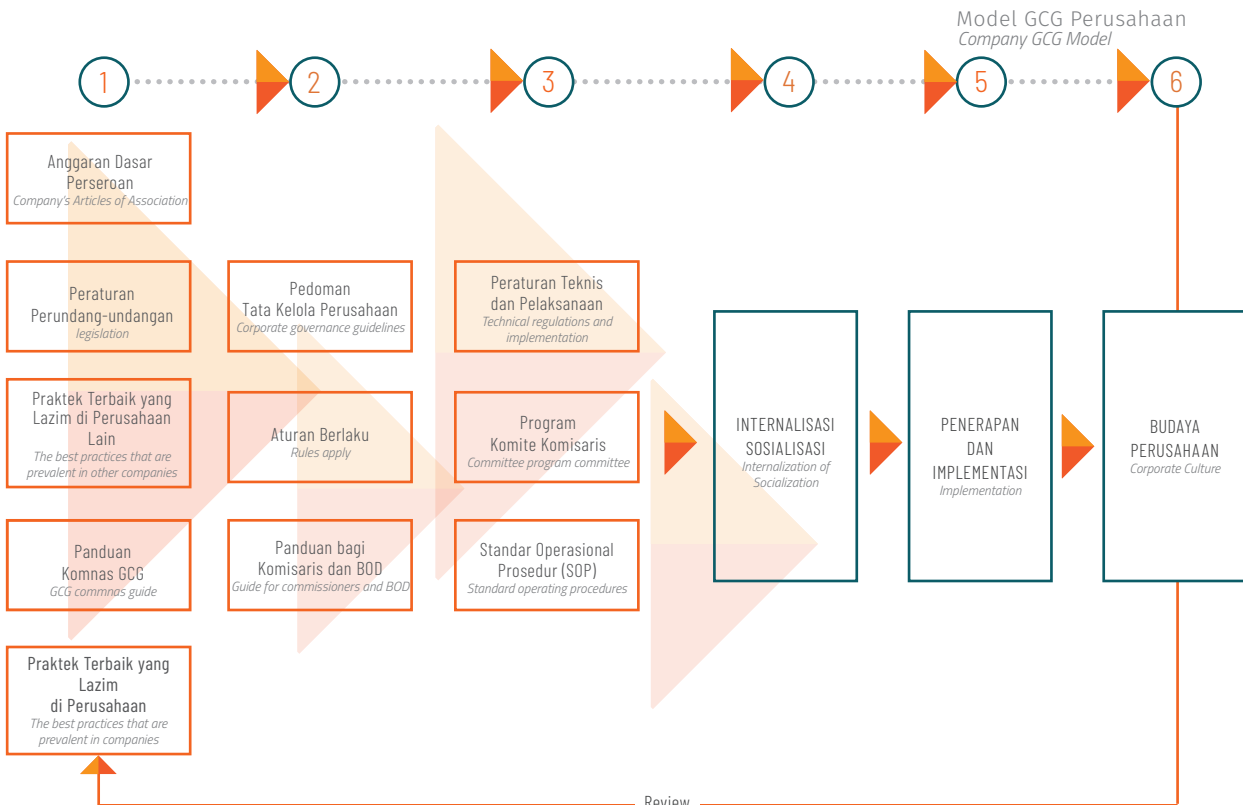 Model GCG Perusahaan
Company GCG Model
1
2
3
4
5
6
Anggaran Dasar
Perseroan
Company's Articles of Association
Peraturan
Perundang-undangan
legislation
Praktek Terbaik yang
Lazim di Perusahaan
Lain
The best practices that are
prevalent in other companies
Panduan
Komnas GCG
GCG commnas guide
Praktek Terbaik yang
Lazim
di Perusahaan
The best practices that are
prevalent in companies
Pedoman
Tata Kelola Perusahaan
Corporate governance guidelines
Aturan Berlaku
Rules apply
Panduan bagi
Komisaris dan BOD
Guide for commissioners and BOD
Peraturan Teknis
dan Pelaksanaan
Technical regulations and
implementation
Program
Komite Komisaris
Committee program committee
Standar Operasional
Prosedur (SOP)
Standard operating procedures
INTERNALISASI
SOSIALISASI
Internalization of
Socialization
PENERAPAN
DAN
IMPLEMENTASI
Implementation
BUDAYA
PERUSAHAAN
Corporate Culture
Review